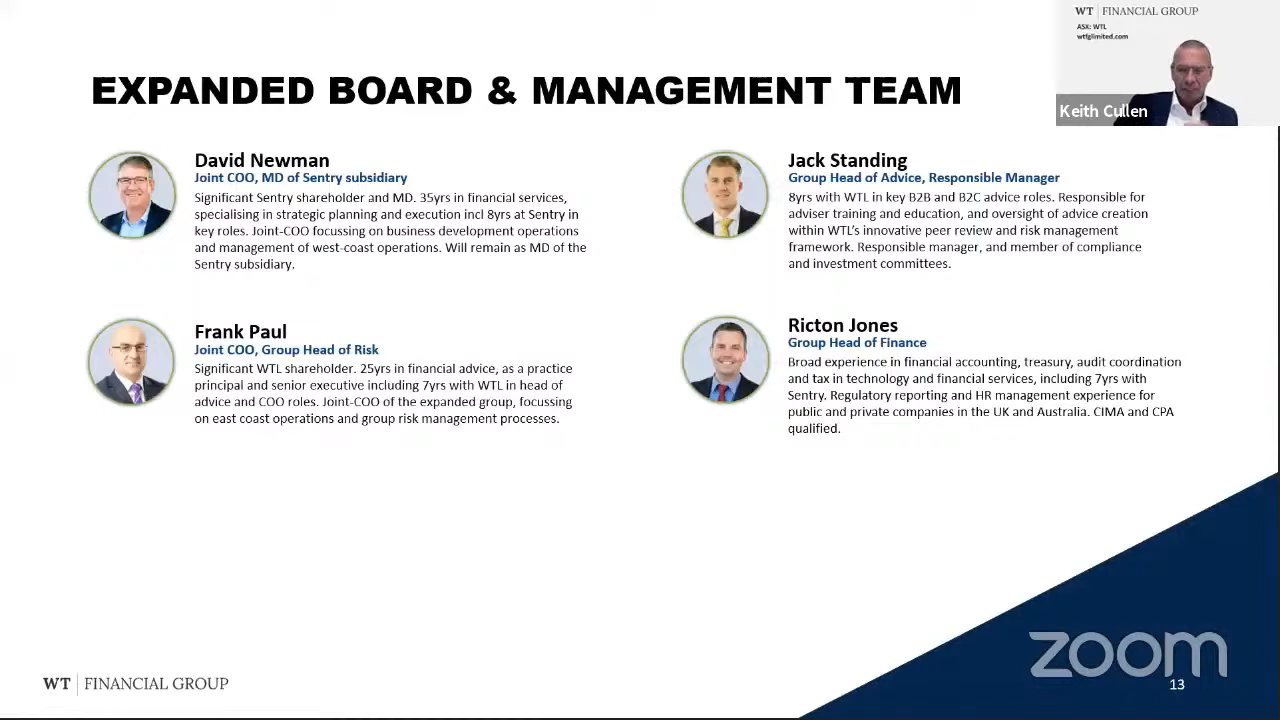 WT | FINANCIAL GROUP
ASX: WTL
wtfglimited.com
Keith Cullen
EXPANDED BOARD & MANAGEMENT TEAM
David Newman
Joint COO, MD of Sentry subsidiary
Significant Sentry shareholder and MD. 35yrs in financial services,
specialising in strategic planning and execution incl 8yrs at Sentry in
key roles. Joint-COO focussing on business development operations
and management of west-coast operations. Will remain as MD of the
Sentry subsidiary.
Jack Standing
Group Head of Advice, Responsible Manager
8yrs with WTL in key B2B and B2C advice roles. Responsible for
adviser training and education, and oversight of advice creation
within WTL's innovative peer review and risk management
framework. Responsible manager, and member of compliance
and investment committees.
Frank Paul
Joint COO, Group Head of Risk
Significant WTL shareholder. 25yrs in financial advice, as a practice
principal and senior executive including 7yrs with WTL in head of
advice and COO roles. Joint-COO of the expanded group, focussing
on east coast operations and group risk management processes.
Ricton Jones
Group Head of Finance
Broad experience in financial accounting, treasury, audit coordination
and tax in technology and financial services, including 7yrs with
Sentry. Regulatory reporting and HR management experience for
public and private companies in the UK and Australia. CIMA and CPA
qualified.
WT | FINANCIAL GROUP
zoom
13